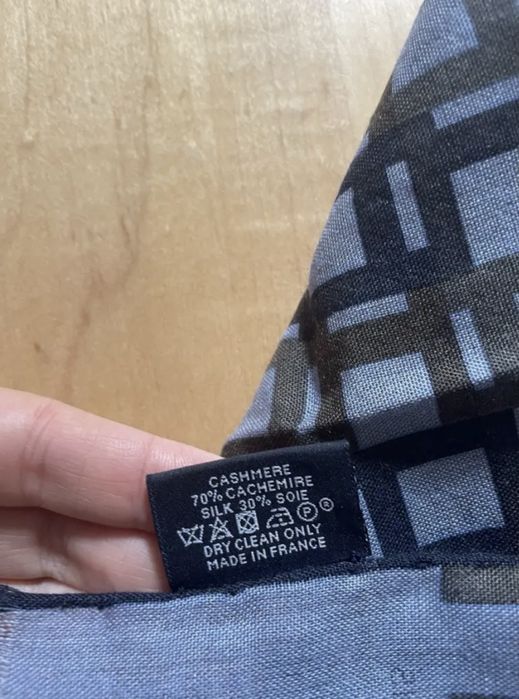 CASHMERE
70% CACHEMIRE
SILK 30% SOIE
P®
DRY CLEAN ONLY
MADE IN FRANCE